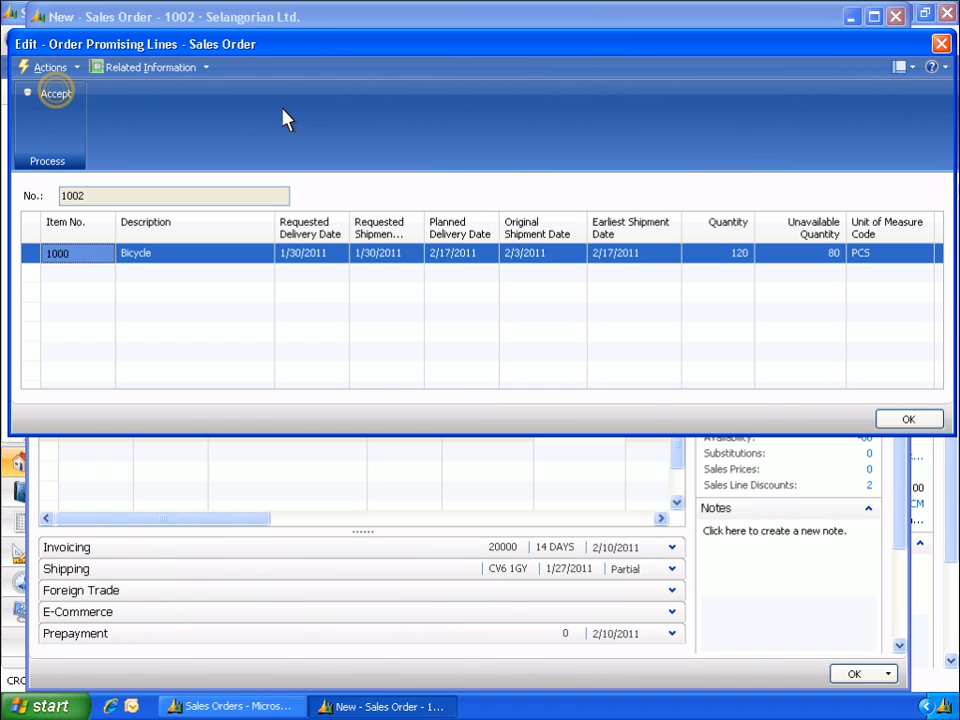 New - Sales Order - 1002 · Selangorian Ltd.
Edit - Order Promising Lines - Sales Order
Actions
Related Information
Accept
Process
No.:
1002
Item No.
Description
Requested Delivery Date
Requested Shipmen...
Planned Delivery Date
Original Shipment Date
Earliest Shipment Date
Quantity
Unavailable Quantity
Unit of Measure Code
1000
Bicycle
1/30/2011
1/30/2011
2/17/2011
2/3/2011
2/17/2011
120
80
PCS
OK
Substitutions: 0
Sales Prices: 0
Sales Line Discounts: 2
00
CM
Notes
Click here to create a new note.
Invoicing 20000 14 DAYS 2/10/2011
Shipping CV6 1GY 1/27/2011 Partial
Foreign Trade
E-Commerce
Prepayment 0 2/10/2011
OK
CRO
start
Sales Orders - Micros...
New - Sales Order - 1...